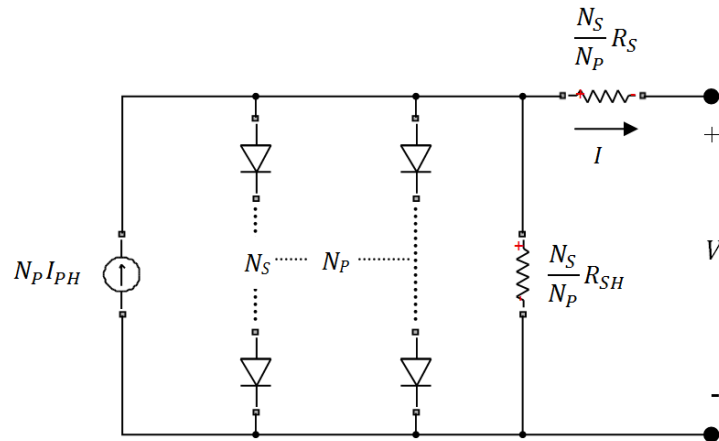 N_S/N_P R_S
I
+
N_P I_PH
N_S ........ N_P
+
N_S/N_P R_SH
V
-